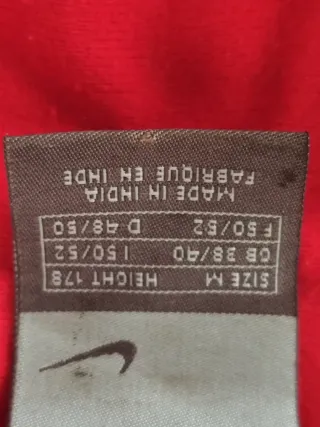 SIZE M HEIGHT 178
GB 38/40 I 50/52
F 50/52 D 48/50
MADE IN INDIA
FABRIQUE EN INDE